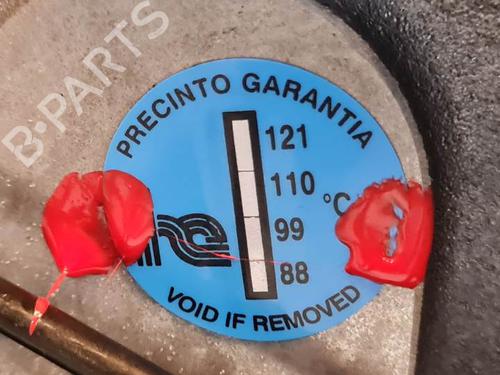 B-PARTS
PRECINTO GARANTIA
121
110
°C
99
88
VOID IF REMOVED